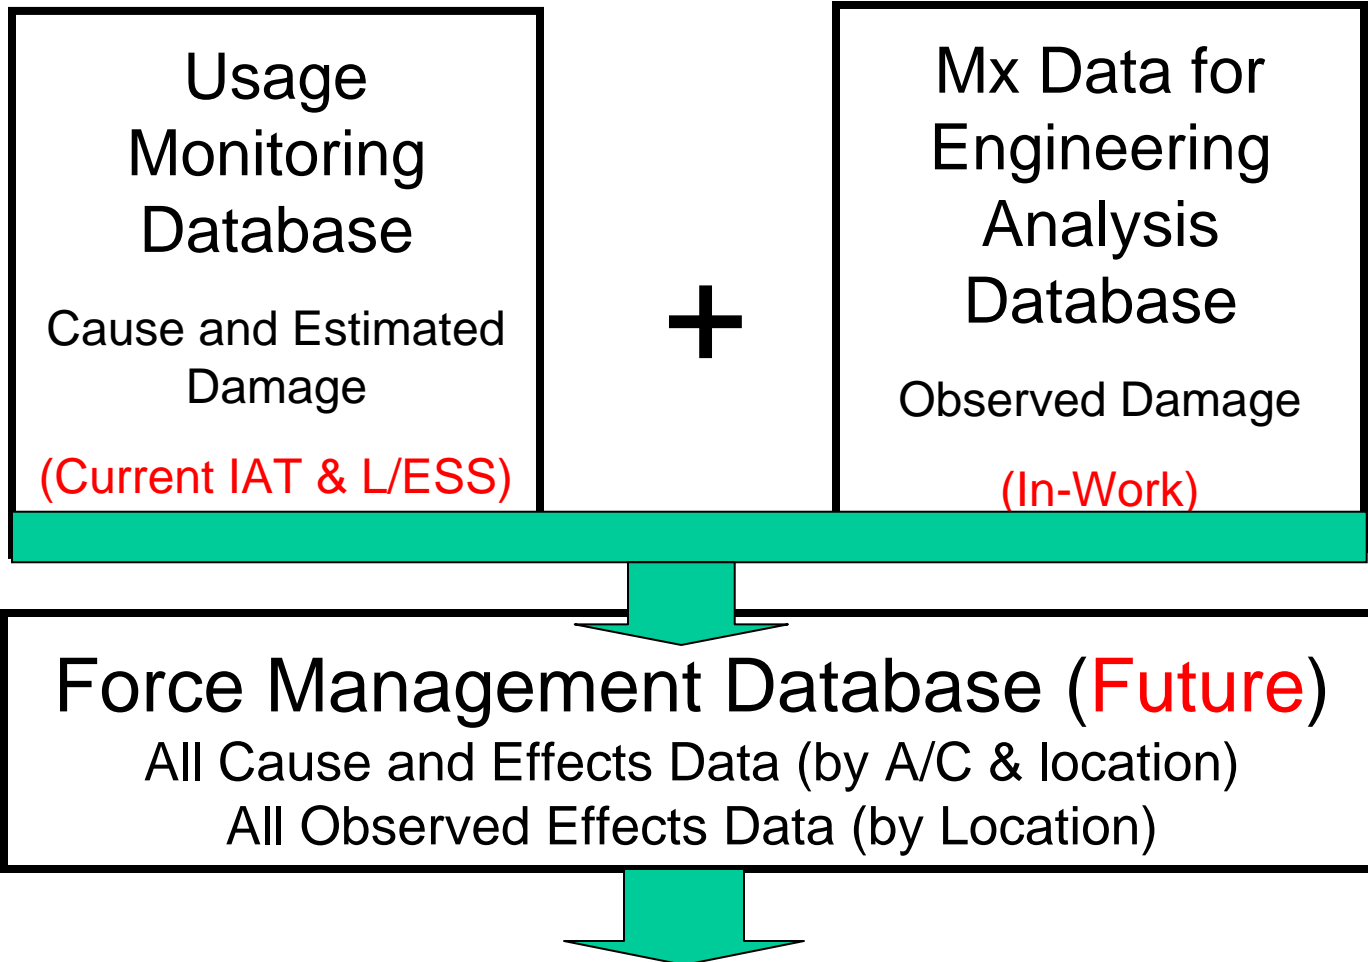 Usage
Monitoring
Database
Cause and Estimated
Damage
(Current IAT & L/ESS)
+
Mx Data for
Engineering
Analysis
Database
Observed Damage
(In-Work)
Force Management Database (Future)
All Cause and Effects Data (by A/C & location)
All Observed Effects Data (by Location)